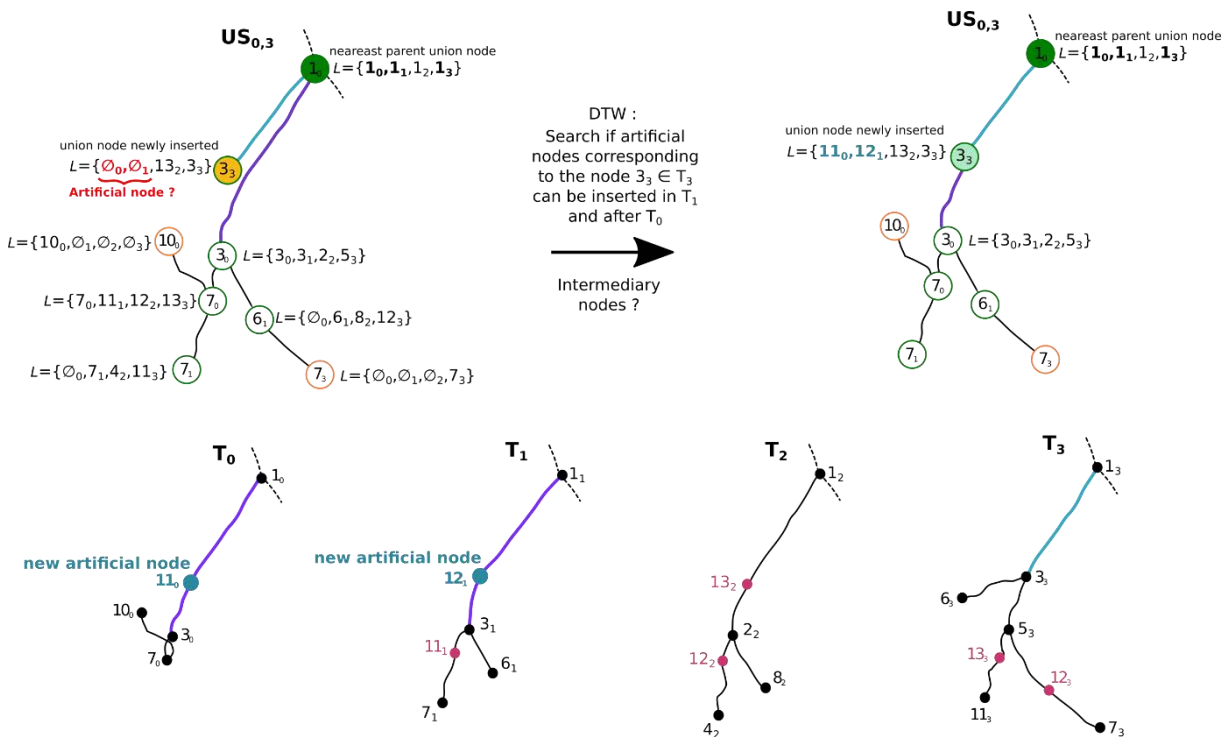 US₀,₃
neareast parent union node
L={1₀,1₁,1₂,1₃}
1₀
union node newly inserted
L={∅₀,∅₁,13₂,3₃}
Artificial node ?
3₃
L={10₀,∅₁,∅₂,∅₃}
10₀
3₀
L={3₀,3₁,2₂,5₃}
L={7₀,11₁,12₂,13₃}
7₀
6₁
L={∅₀,6₁,8₂,12₃}
L={∅₀,7₁,4₂,11₃}
7₁
7₃
L={∅₀,∅₁,∅₂,7₃}
DTW :
Search if artificial
nodes corresponding
to the node 3₃ ∈ T₃
can be inserted in T₁
and after T₀
Intermediary
nodes ?
US₀,₃
neareast parent union node
L={1₀,1₁,1₂,1₃}
1₀
union node newly inserted
L={11₀,12₁,13₂,3₃}
3₃
10₀
3₀
L={3₀,3₁,2₂,5₃}
7₀
6₁
7₁
7₃
T₀
1₀
new artificial node
11₀
10₀
3₀
7₀
T₁
1₁
new artificial node
12₁
3₁
11₁
6₁
7₁
T₂
1₂
13₂
2₂
12₂
8₂
4₂
T₃
1₃
3₃
6₃
5₃
13₃
12₃
11₃
7₃